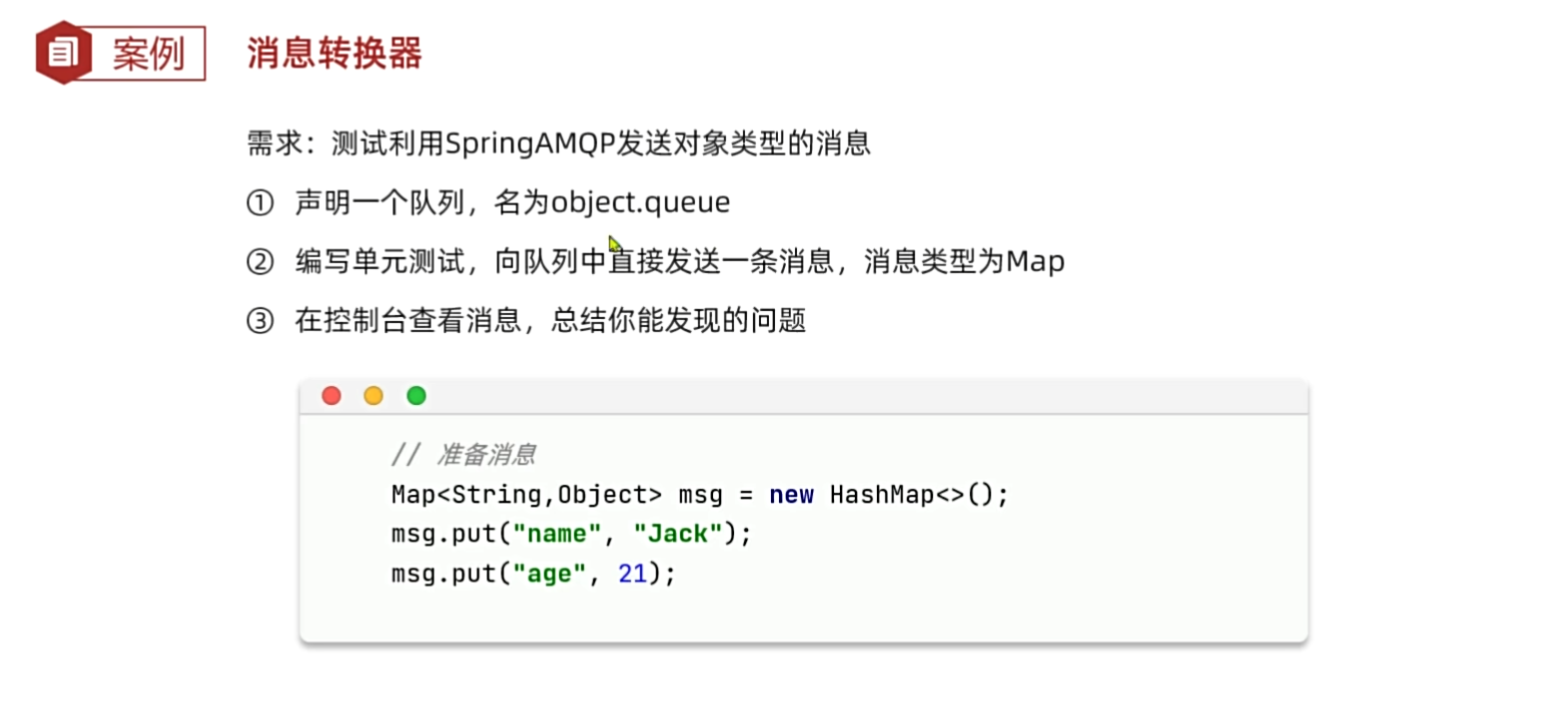 案例
消息转换器
需求：测试利用SpringAMQP发送对象类型的消息
① 声明一个队列，名为object.queue
② 编写单元测试，向队列中直接发送一条消息，消息类型为Map
③ 在控制台查看消息，总结你能发现的问题
// 准备消息
Map<String,Object> msg = new HashMap<>();
msg.put("name", "Jack");
msg.put("age", 21);